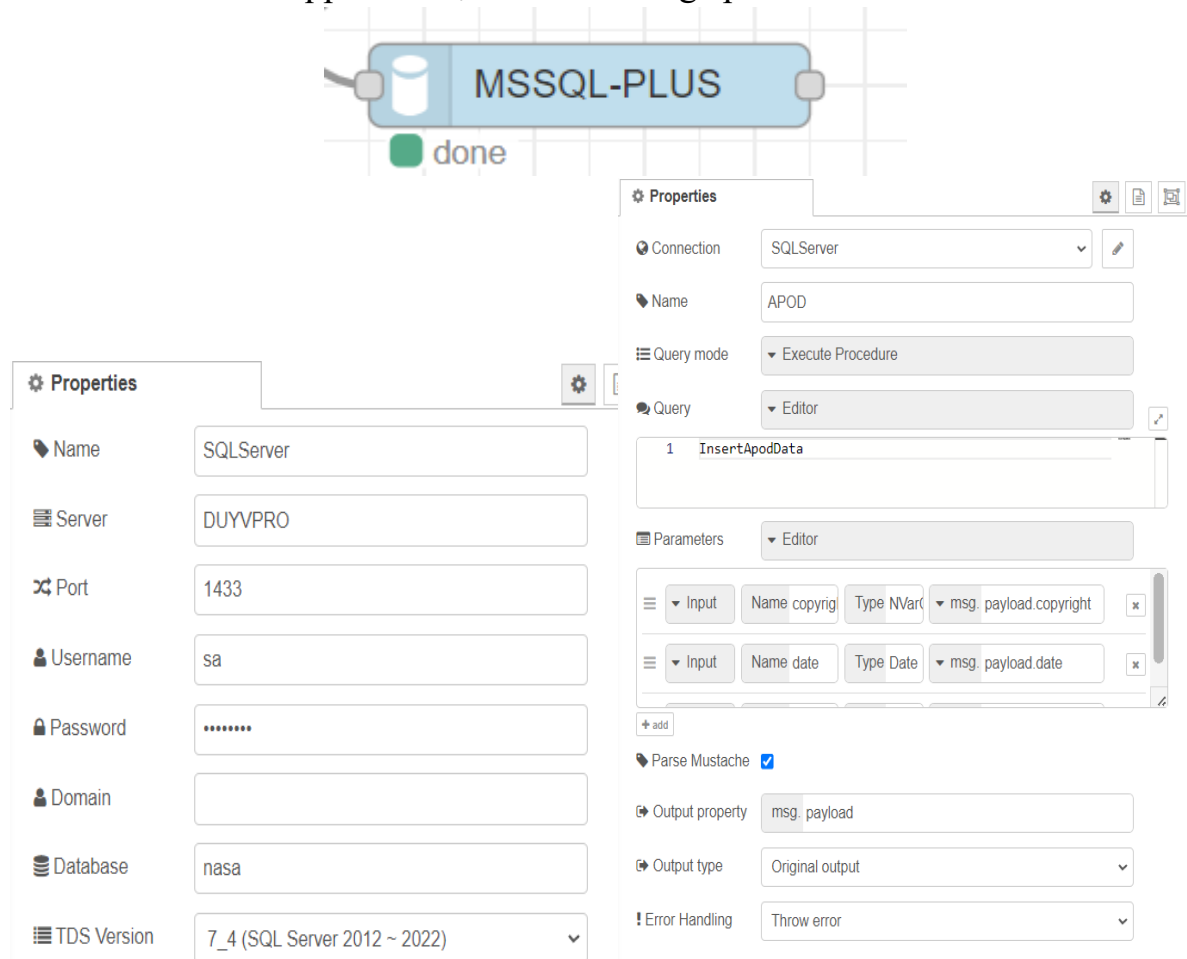 MSSQL-PLUS
done
Properties
Connection SQLServer
Name APOD
Query mode Execute Procedure
Query Editor
1 InsertApodData
Parameters Editor
Input Name copyrig Type NVar msg. payload.copyright x
Input Name date Type Date msg. payload.date x
+ add
Parse Mustache
Output property msg. payload
Output type Original output
Error Handling Throw error
Properties
Name SQLServer
Server DUYVPRO
Port 1433
Username sa
Password ••••••••
Domain
Database nasa
TDS Version 7_4 (SQL Server 2012 ~ 2022)